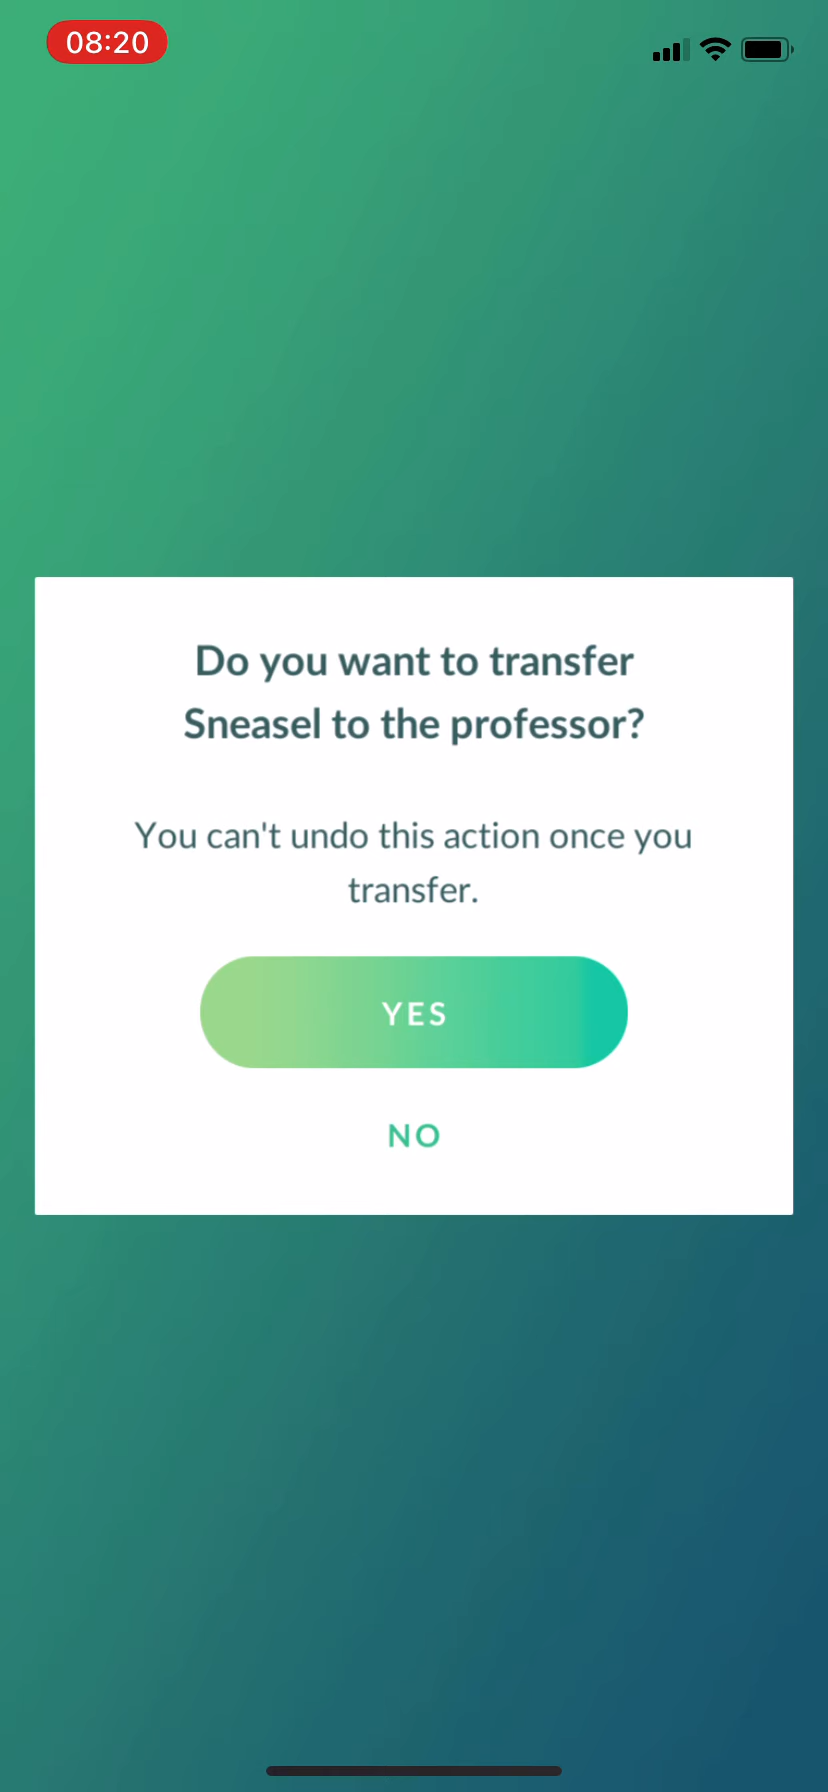 08:20
Do you want to transfer
Sneasel to the professor?
You can't undo this action once you
transfer.
YES
NO